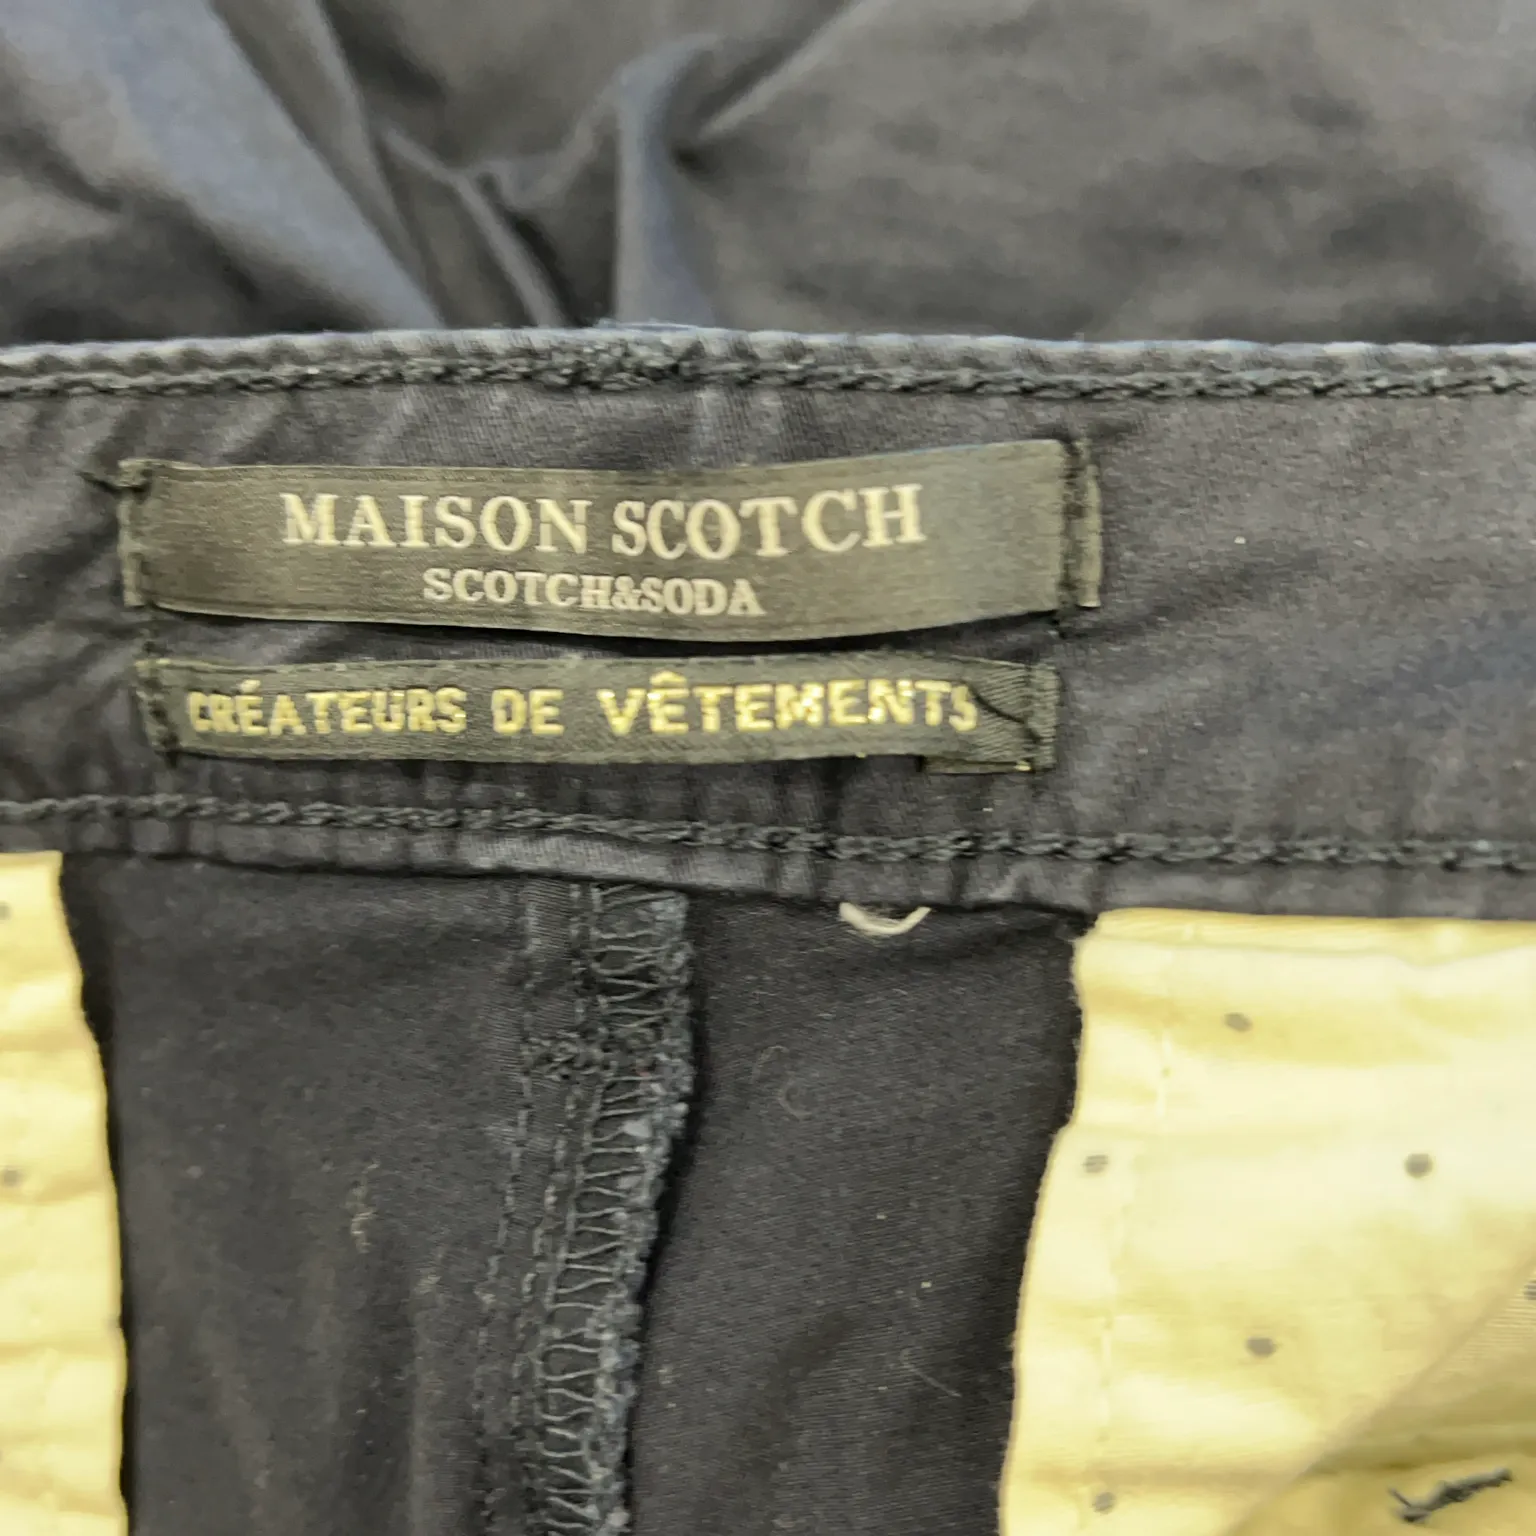 MAISON SCOTCH
SCOTCH&SODA
CRÉATEURS DE VÊTEMENTS